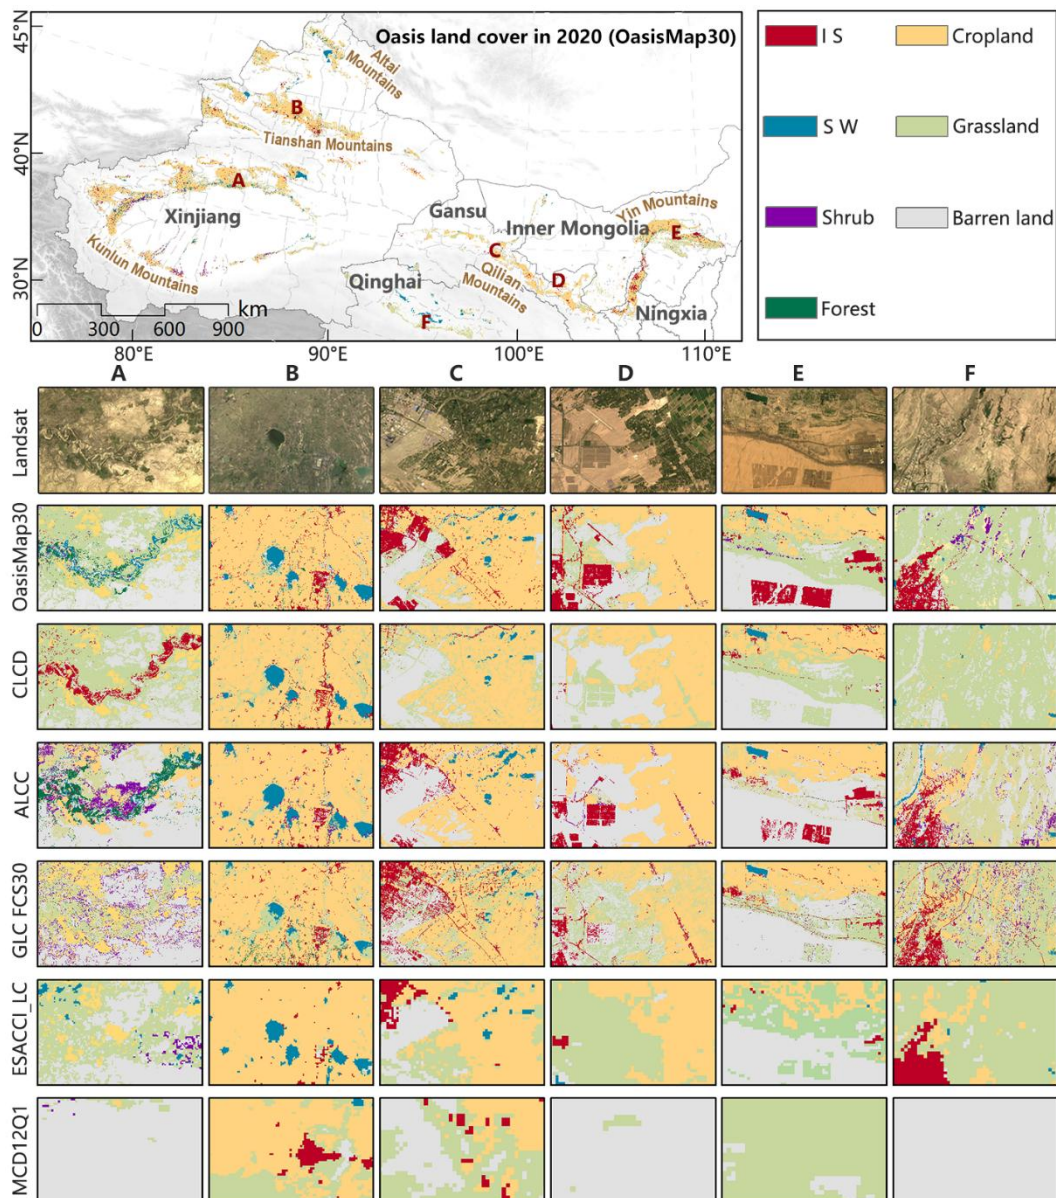 45°N
40°N
30°N
Oasis land cover in 2020 (OasisMap30)
Altai
Mountains
B
Tianshan Mountains
A
Xinjiang
Kunlun Mountains
Gansu
Inner Mongolia
Yin Mountains
E
C
Qilian
Mountains
D
Qinghai
F
Ningxia
0 300 600 900 km
80°E 90°E 100°E 110°E
I S
Cropland
S W
Grassland
Shrub
Barren land
Forest
A B C D E F
Landsat
OasisMap30
CLCD
ALCC
GLC FCS30
ESACCI_LC
MCD12Q1